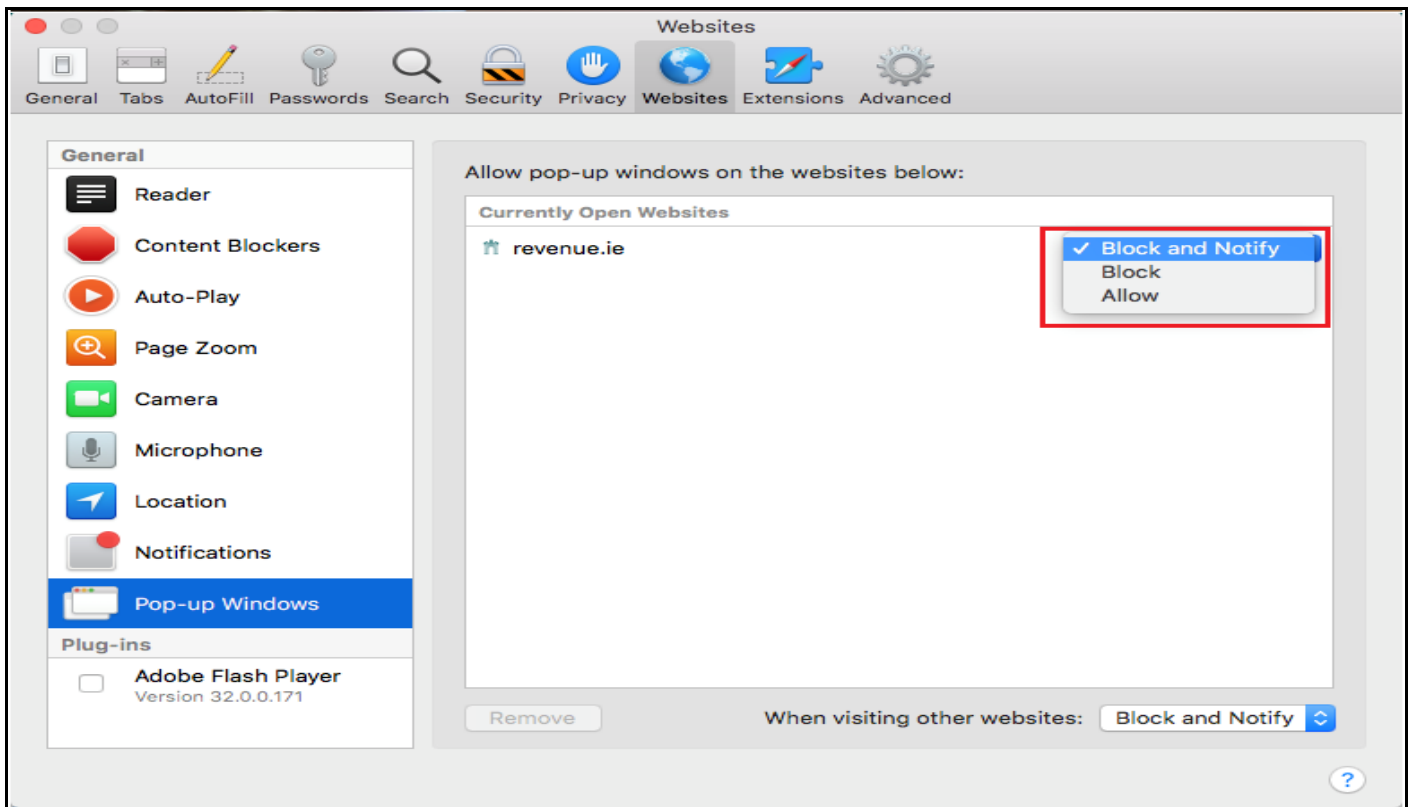 Websites
General Tabs AutoFill Passwords Search Security Privacy Websites Extensions Advanced
General
Reader
Content Blockers
Auto-Play
Page Zoom
Camera
Microphone
Location
Notifications
Pop-up Windows
Plug-ins
Adobe Flash Player
Version 32.0.0.171
Allow pop-up windows on the websites below:
Currently Open Websites
revenue.ie
✓ Block and Notify
Block
Allow
Remove
When visiting other websites: Block and Notify
?